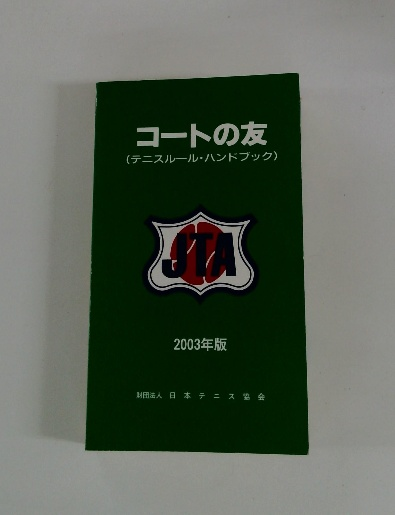 コートの友
(テニスルール・ハンドブック)
JTA
2003年版
財団法人 日本テニス協会